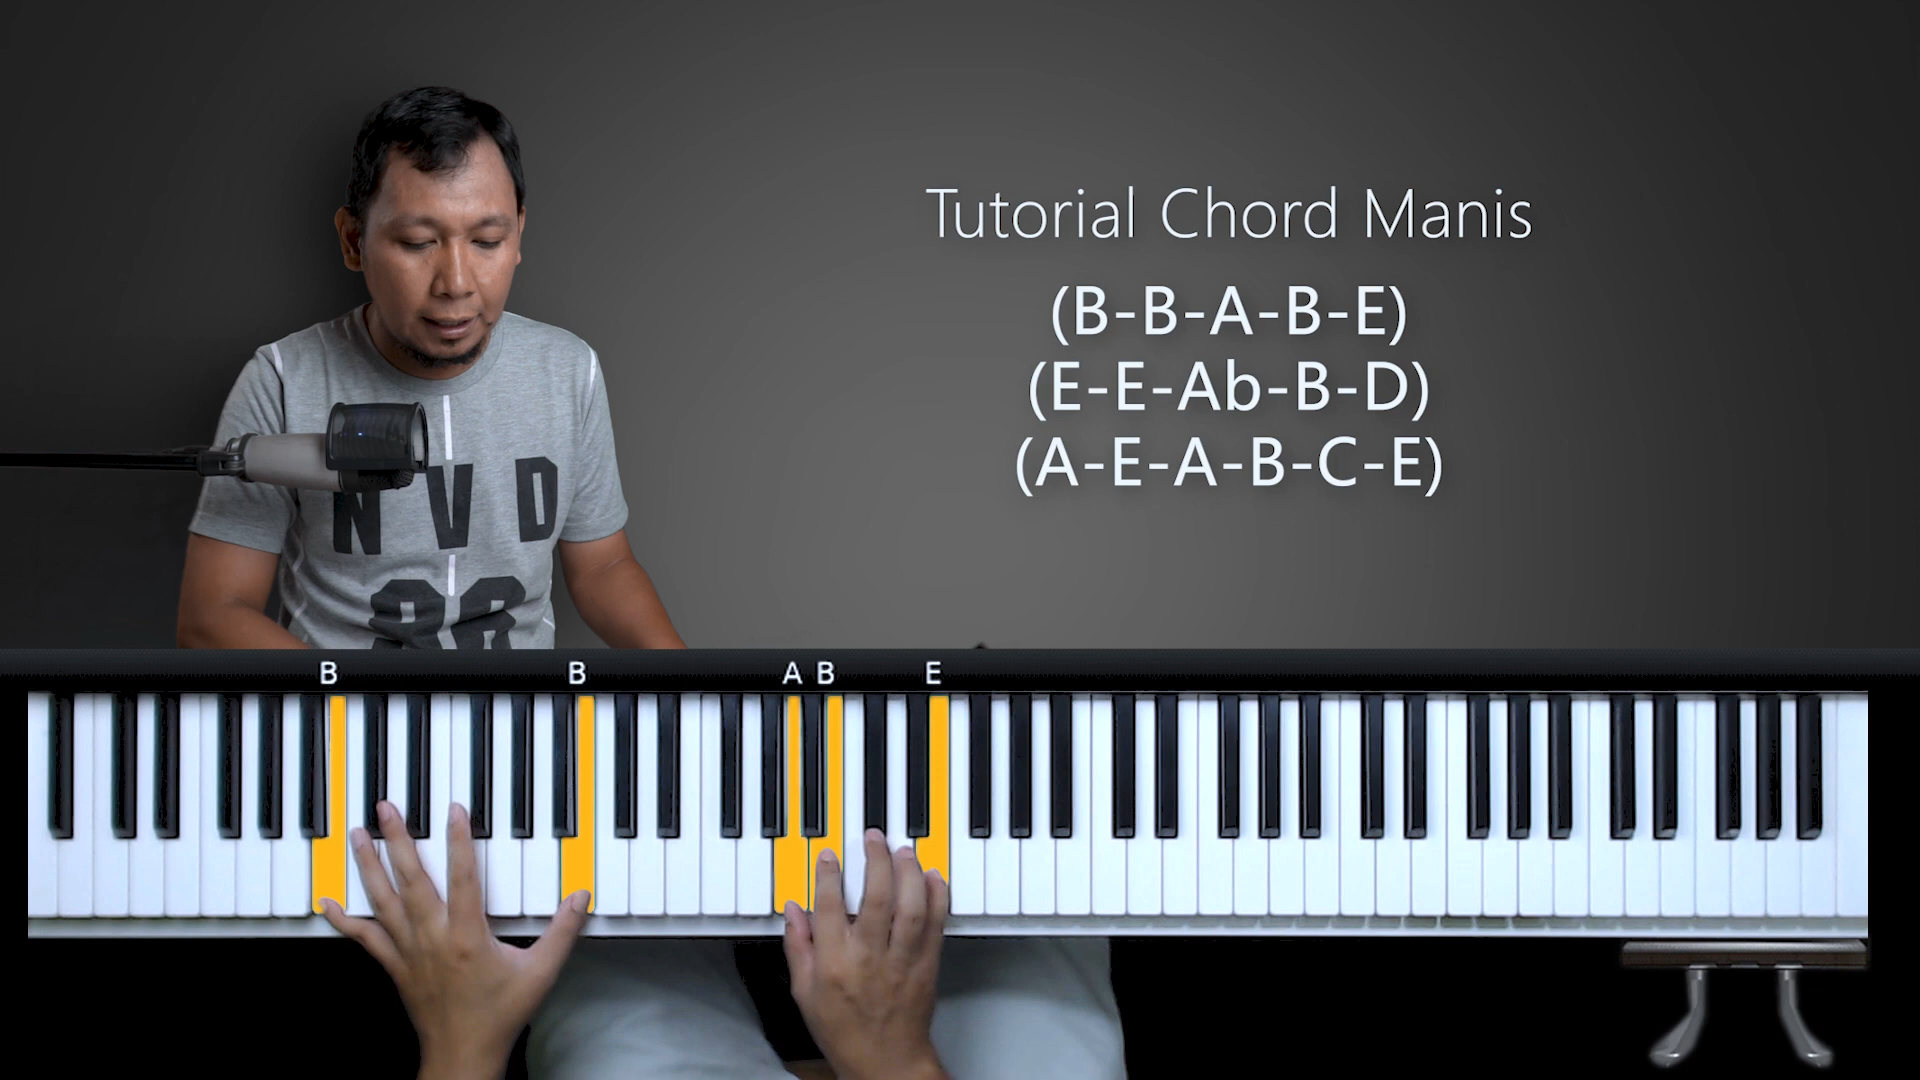 Tutorial Chord Manis
(B-B-A-B-E)
(E-E-Ab-B-D)
(A-E-A-B-C-E)
N V D
B B A B E